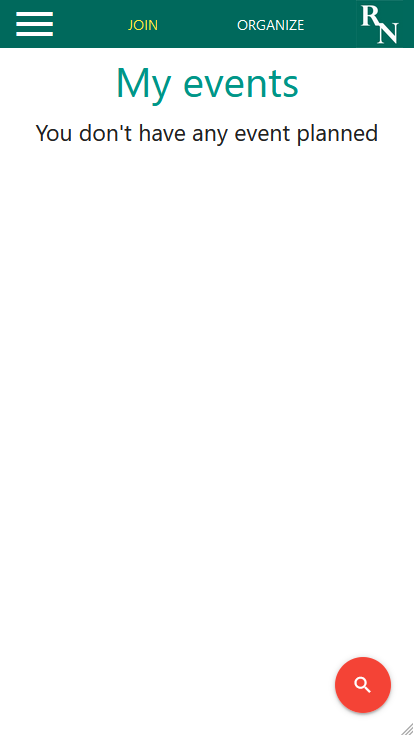 JOIN
ORGANIZE
RN
My events
You don't have any event planned